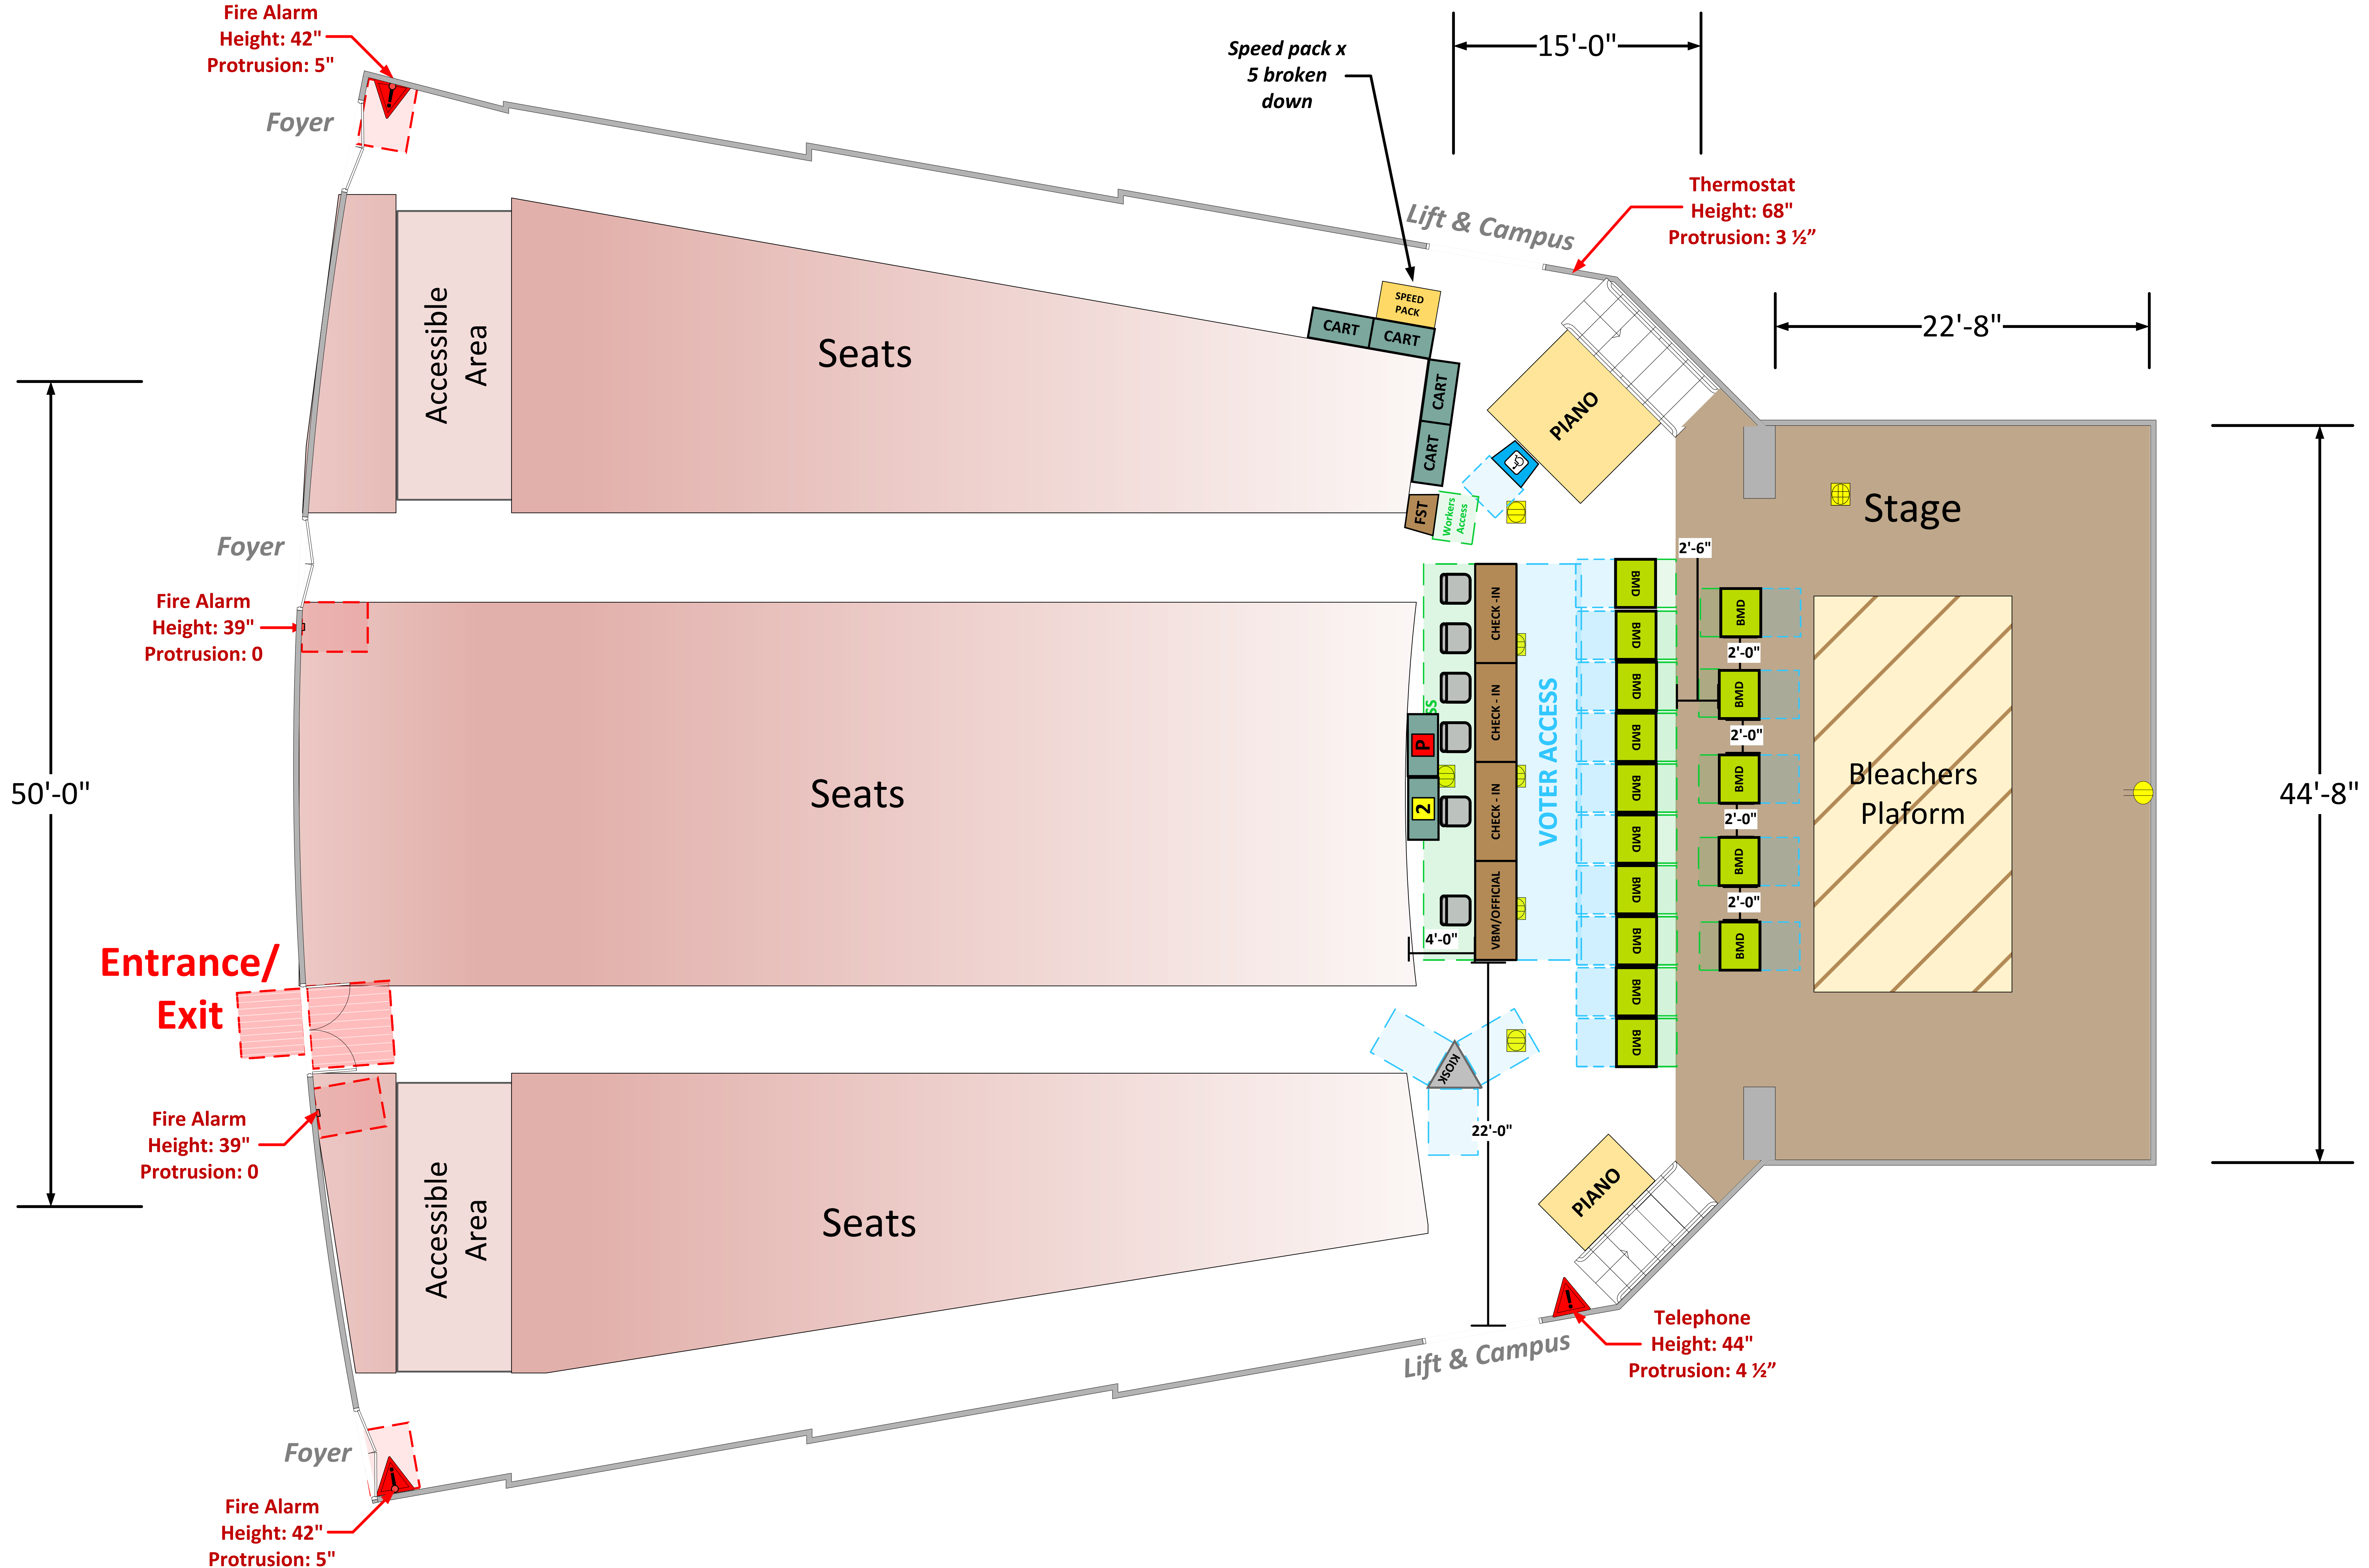 Fire Alarm
Height: 42"
Protrusion: 5"
Foyer
Speed pack x
5 broken
down
15'-0"
Thermostat
Height: 68"
Protrusion: 3 ½”
Lift & Campus
SPEED
PACK
CART
CART
CART
CART
22'-8"
Accessible
Area
Seats
PIANO
FST
Workers
Access
Stage
50'-0"
Foyer
Fire Alarm
Height: 39"
Protrusion: 0
2'-6"
CHECK -IN
CHECK - IN
CHECK - IN
VBM/OFFICIAL
SS
P
2
VOTER ACCESS
BMD
BMD
BMD
BMD
BMD
BMD
BMD
BMD
BMD
BMD
BMD
2'-0"
BMD
2'-0"
BMD
2'-0"
BMD
2'-0"
BMD
Bleachers
Plaform
44'-8"
Seats
4'-0"
Entrance/
Exit
KIOSK
22'-0"
Fire Alarm
Height: 39"
Protrusion: 0
Accessible
Area
Seats
PIANO
Lift & Campus
Telephone
Height: 44"
Protrusion: 4 ½”
Foyer
Fire Alarm
Height: 42"
Protrusion: 5"